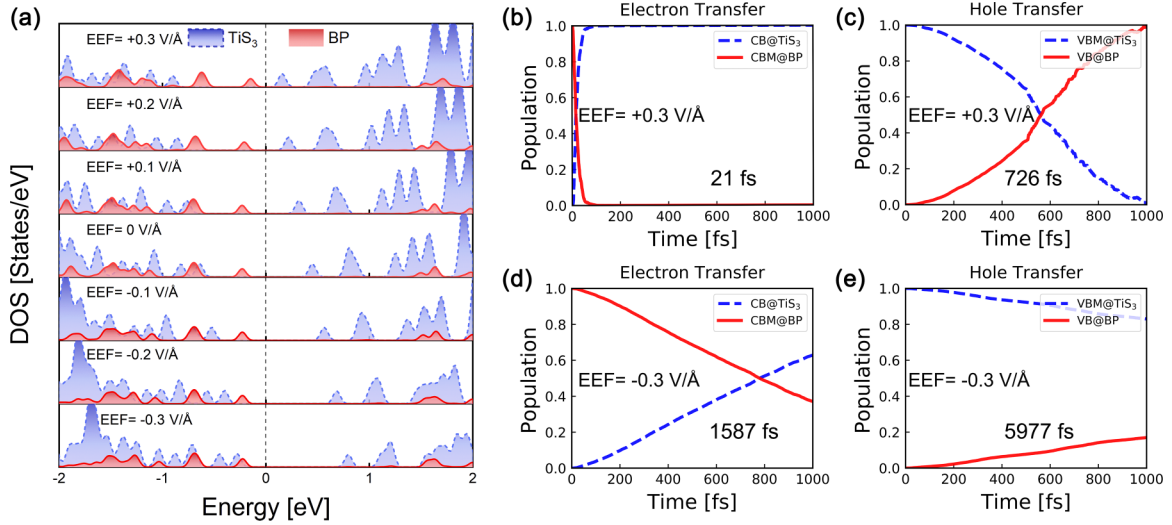 (a)
TiS3
BP
EEF= +0.3 V/Å
EEF= +0.2 V/Å
EEF= +0.1 V/Å
EEF= 0 V/Å
EEF= -0.1 V/Å
EEF= -0.2 V/Å
EEF= -0.3 V/Å
DOS [States/eV]
-2 -1 0 1 2
Energy [eV]
(b)
Electron Transfer
1.0
0.8
0.6
0.4
0.2
0.0
Population
CB@TiS3
CBM@BP
EEF= +0.3 V/Å
21 fs
0 200 400 600 800 1000
Time [fs]
(c)
Hole Transfer
1.0
0.8
0.6
0.4
0.2
0.0
Population
VBM@TiS3
VB@BP
EEF= +0.3 V/Å
726 fs
0 200 400 600 800 1000
Time [fs]
(d)
Electron Transfer
1.0
0.8
0.6
0.4
0.2
0.0
Population
CB@TiS3
CBM@BP
EEF= -0.3 V/Å
1587 fs
0 200 400 600 800 1000
Time [fs]
(e)
Hole Transfer
1.0
0.8
0.6
0.4
0.2
0.0
Population
VBM@TiS3
VB@BP
EEF= -0.3 V/Å
5977 fs
0 200 400 600 800 1000
Time [fs]